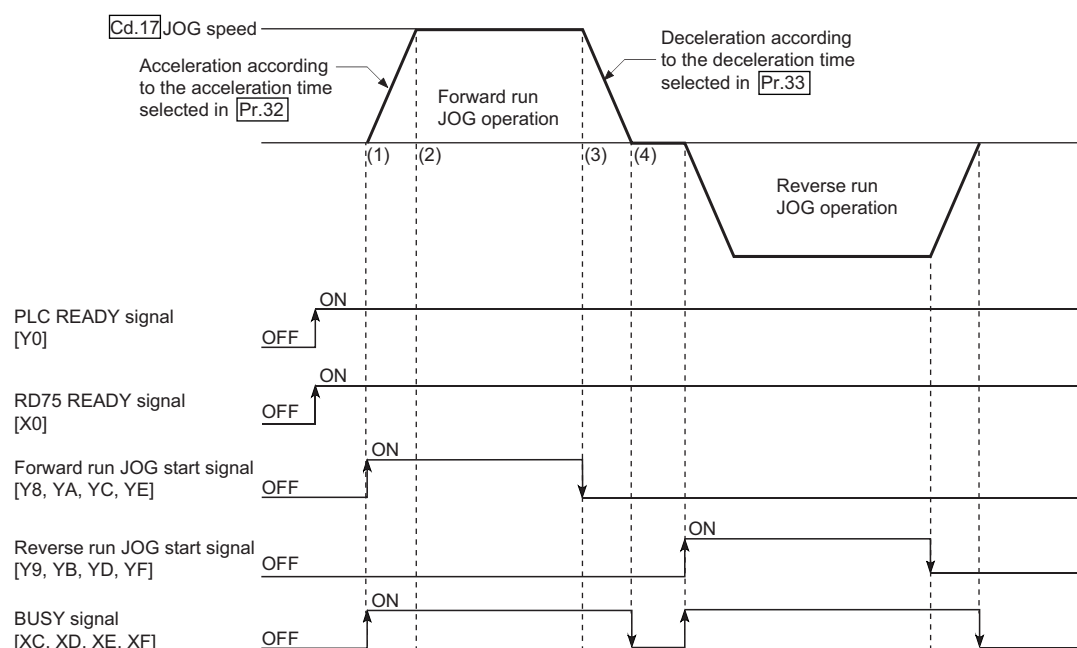 Cd.17 JOG speed
Acceleration according
to the acceleration time
selected in Pr.32
Forward run
JOG operation
Deceleration according
to the deceleration time
selected in Pr.33
(1) (2) (3) (4)
Reverse run
JOG operation
PLC READY signal
[Y0]
OFF
ON
RD75 READY signal
[X0]
OFF
ON
Forward run JOG start signal
[Y8, YA, YC, YE]
OFF
ON
Reverse run JOG start signal
[Y9, YB, YD, YF]
OFF
ON
BUSY signal
[XC, XD, XE, XF]
OFF
ON